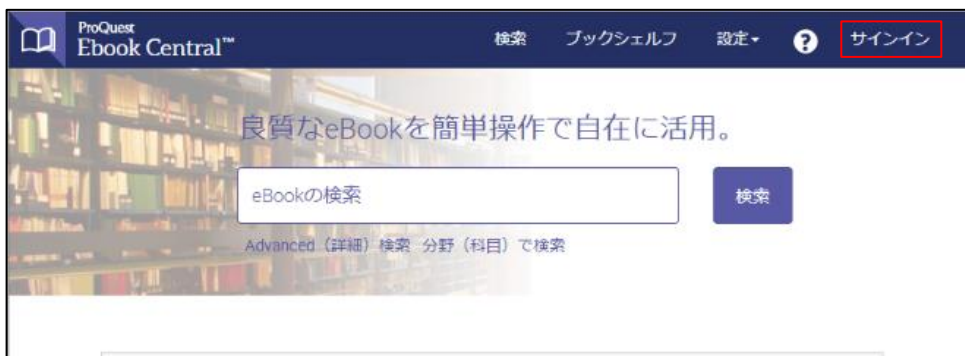 ProQuest
Ebook Central™
検索 ブックシェルフ 設定 ? サインイン
良質なeBookを簡単操作で自在に活用。
eBookの検索 検索
Advanced（詳細）検索 分野（科目）で検索